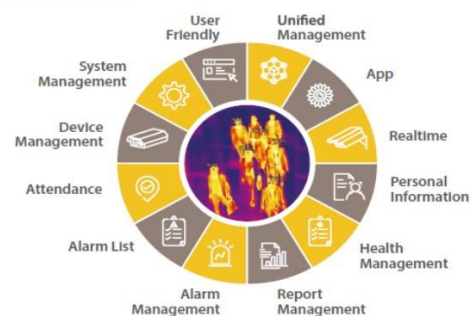 User
Friendly
Unified
Management
App
Realtime
Personal
Information
Health
Management
Report
Management
Alarm
Management
Alarm List
Attendance
Device
Management
System
Management